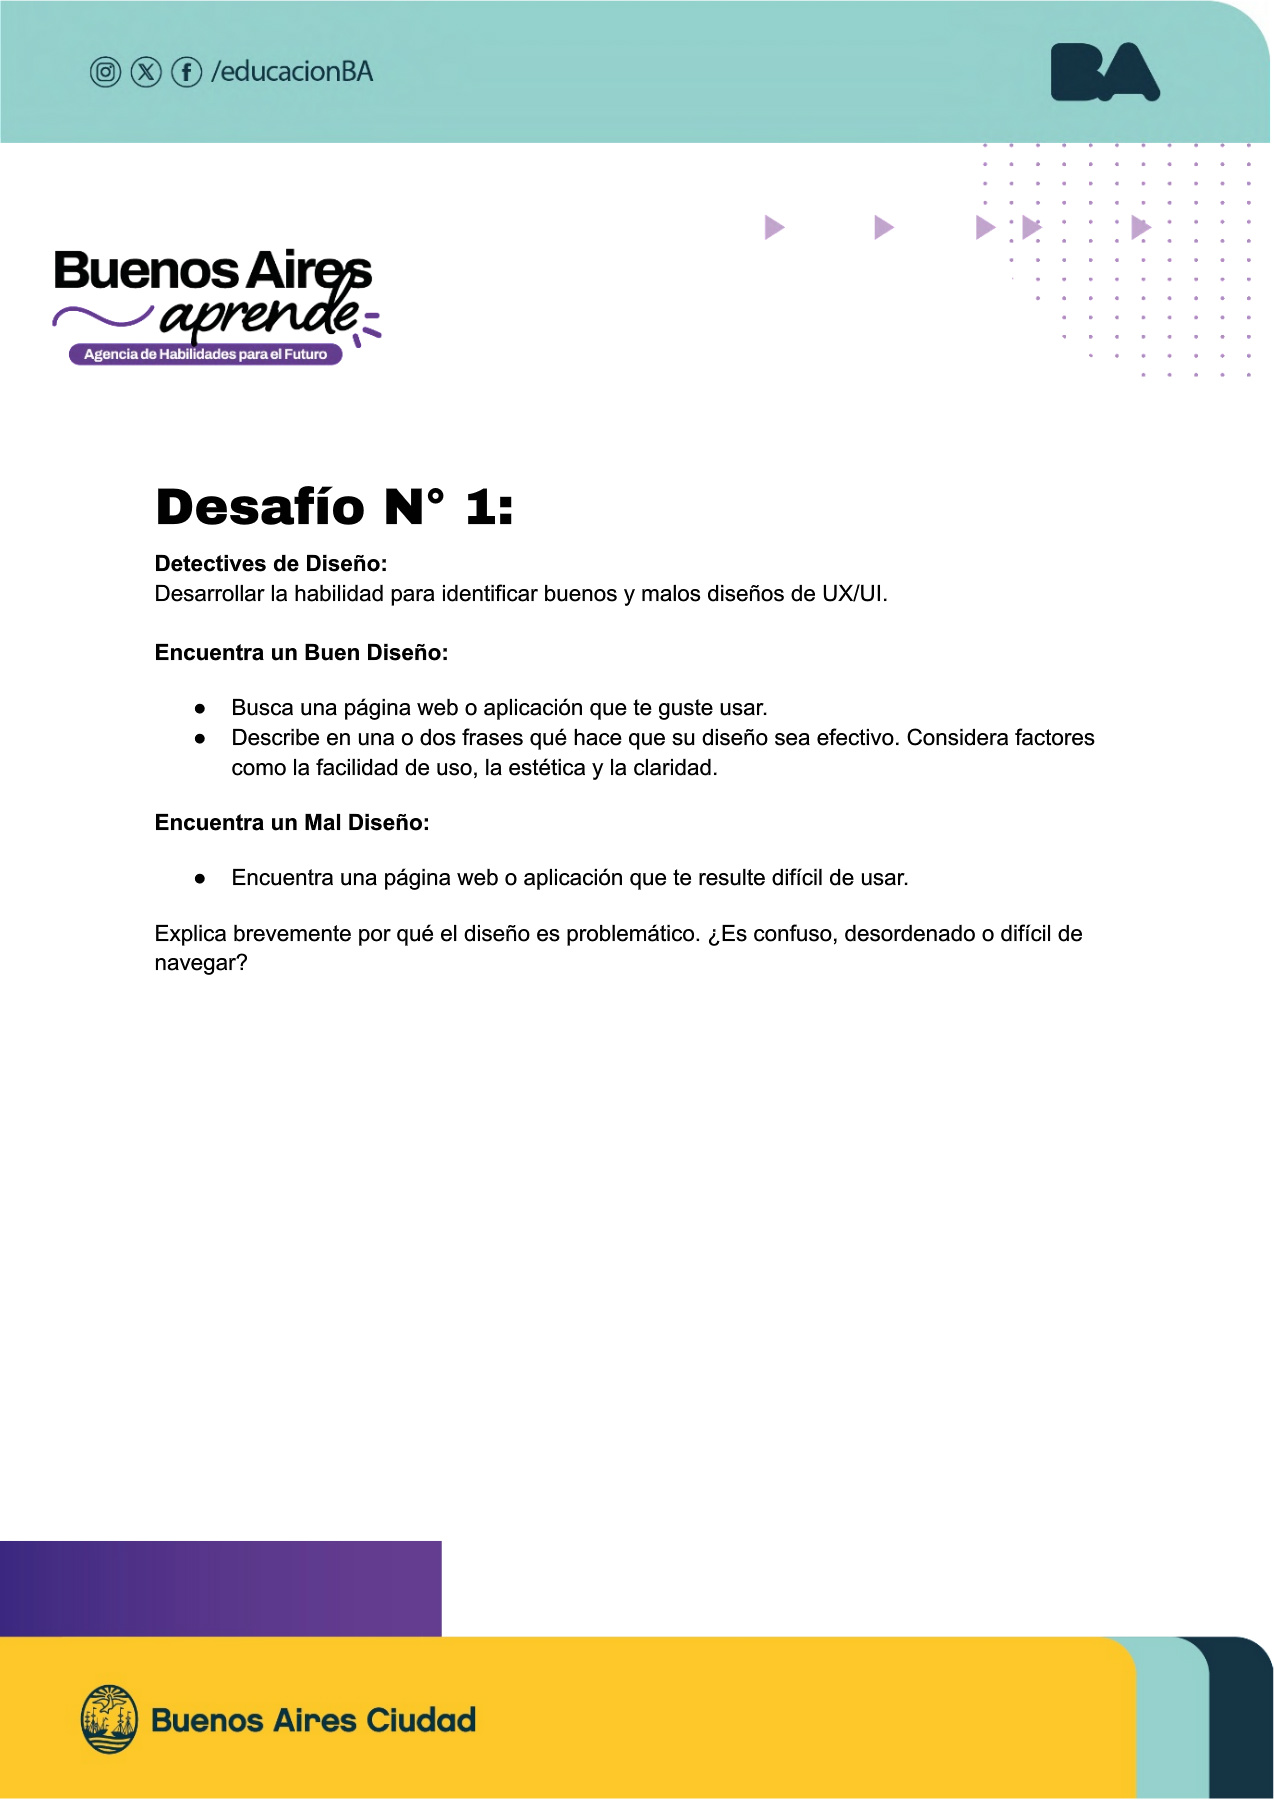 /educacionBA
BA
Buenos Aires
aprende
Agencia de Habilidades para el Futuro
Desafío N° 1:
Detectives de Diseño:
Desarrollar la habilidad para identificar buenos y malos diseños de UX/UI.
Encuentra un Buen Diseño:
● Busca una página web o aplicación que te guste usar.
● Describe en una o dos frases qué hace que su diseño sea efectivo. Considera factores
como la facilidad de uso, la estética y la claridad.
Encuentra un Mal Diseño:
● Encuentra una página web o aplicación que te resulte difícil de usar.
Explica brevemente por qué el diseño es problemático. ¿Es confuso, desordenado o difícil de
navegar?
Buenos Aires Ciudad